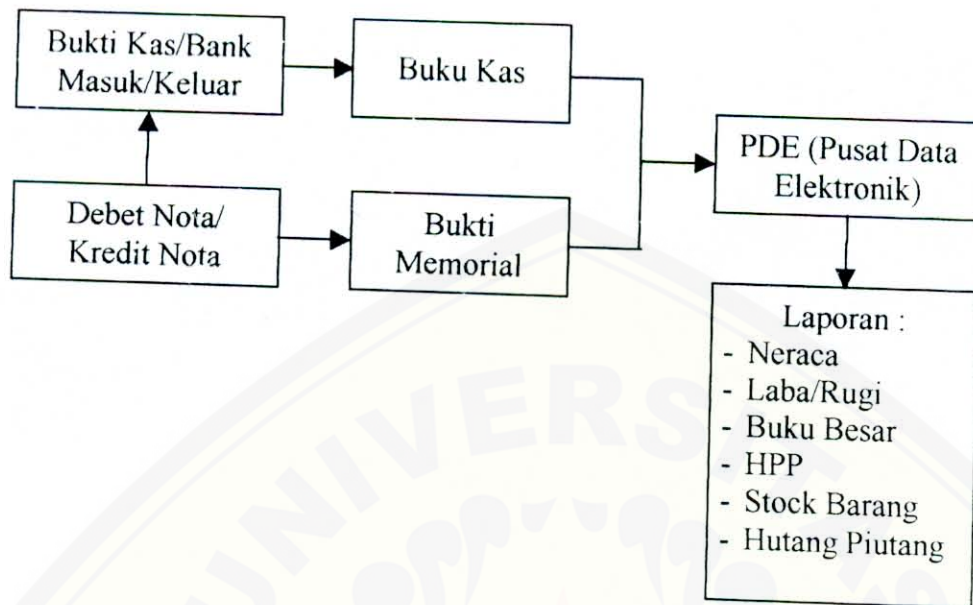 Bukti Kas/Bank
Masuk/Keluar
Buku Kas
Debet Nota/
Kredit Nota
Bukti
Memorial
PDE (Pusat Data
Elektronik)
Laporan :
- Neraca
- Laba/Rugi
- Buku Besar
- HPP
- Stock Barang
- Hutang Piutang
UNIVERSITAS